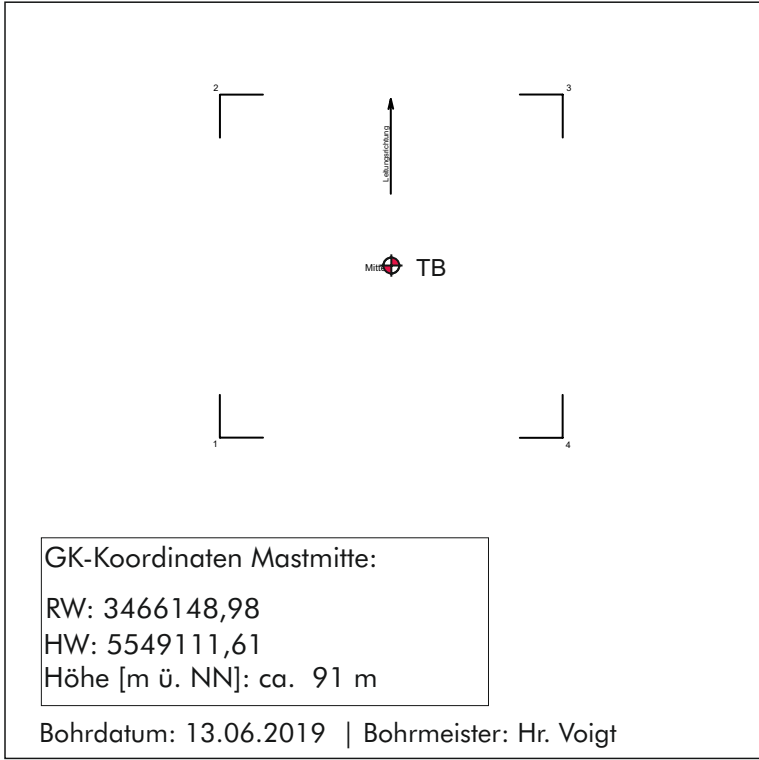 2
3
Leitungsrichtung
Mitte TB
1
4
GK-Koordinaten Mastmitte:
RW: 3466148,98
HW: 5549111,61
Höhe [m ü. NN]: ca. 91 m
Bohrdatum: 13.06.2019 | Bohrmeister: Hr. Voigt